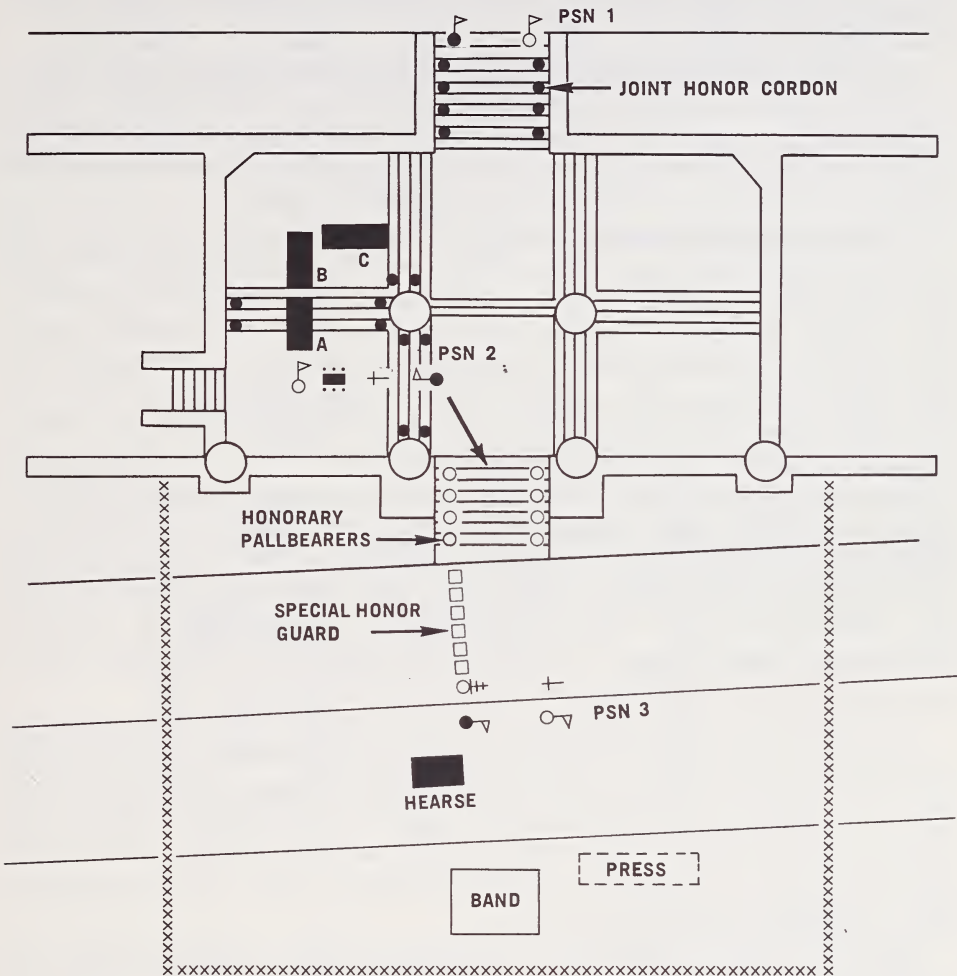 PSN 1
JOINT HONOR CORDON
B
C
A
PSN 2
HONORARY
PALLBEARERS
SPECIAL HONOR
GUARD
PSN 3
HEARSE
PRESS
BAND